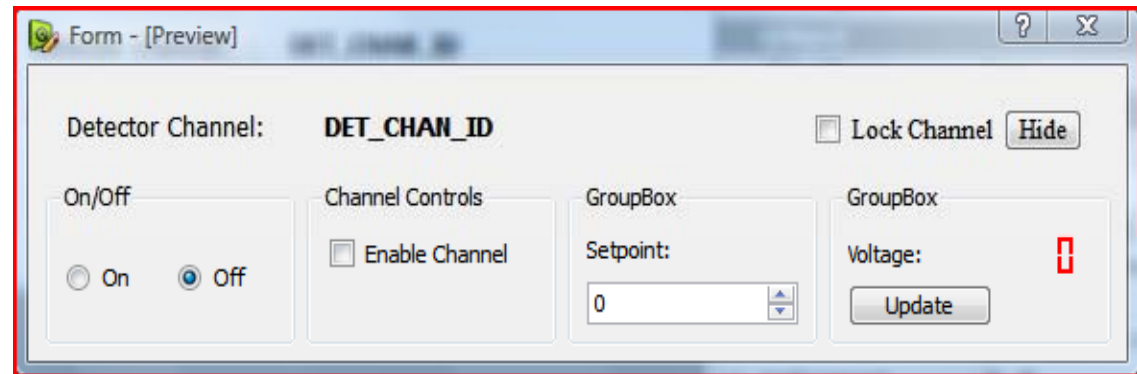 Form - [Preview]
Detector Channel: DET_CHAN_ID Lock Channel Hide
On/Off Channel Controls GroupBox GroupBox
Enable Channel Setpoint: Voltage: 0
On Off
0 Update